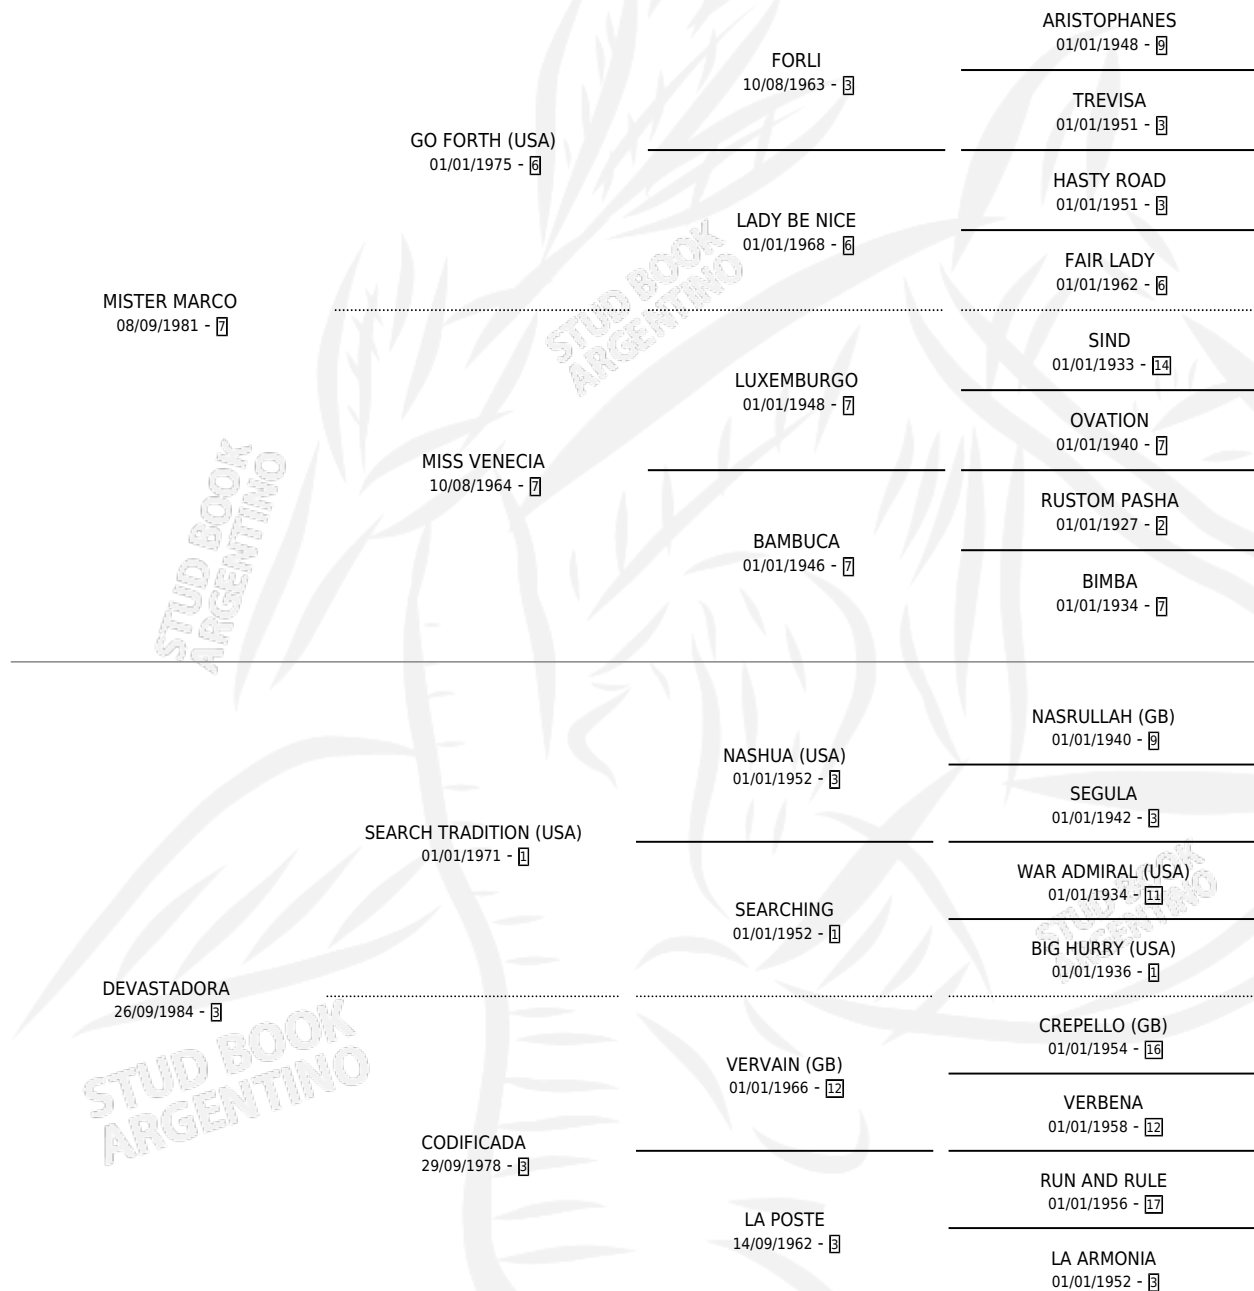 ARISTOPHANES
01/01/1948 - 9
FORLI
10/08/1963 - 3
TREVISA
01/01/1951 - 3
GO FORTH (USA)
01/01/1975 - 6
HASTY ROAD
01/01/1951 - 3
LADY BE NICE
01/01/1968 - 6
FAIR LADY
01/01/1962 - 6
MISTER MARCO
08/09/1981 - 7
STUD BOOK
ARGENTINO
SIND
01/01/1933 - 14
LUXEMBURGO
01/01/1948 - 7
OVATION
01/01/1940 - 7
MISS VENECIA
10/08/1964 - 7
STUD BOOK
ARGENTINO
RUSTOM PASHA
01/01/1927 - 2
BAMBUCA
01/01/1946 - 7
BIMBA
01/01/1934 - 7
NASRULLAH (GB)
01/01/1940 - 9
NASHUA (USA)
01/01/1952 - 3
SEGULA
01/01/1942 - 3
SEARCH TRADITION (USA)
01/01/1971 - 1
WAR ADMIRAL (USA)
01/01/1934 - 11
STUD BOOK
ARGENTINO
SEARCHING
01/01/1952 - 1
BIG HURRY (USA)
01/01/1936 - 1
DEVASTADORA
26/09/1984 - 3
STUD BOOK
ARGENTINO
CREPELLO (GB)
01/01/1954 - 16
VERVAIN (GB)
01/01/1966 - 12
VERBENA
01/01/1958 - 12
CODIFICADA
29/09/1978 - 3
RUN AND RULE
01/01/1956 - 17
LA POSTE
14/09/1962 - 3
LA ARMONIA
01/01/1952 - 3